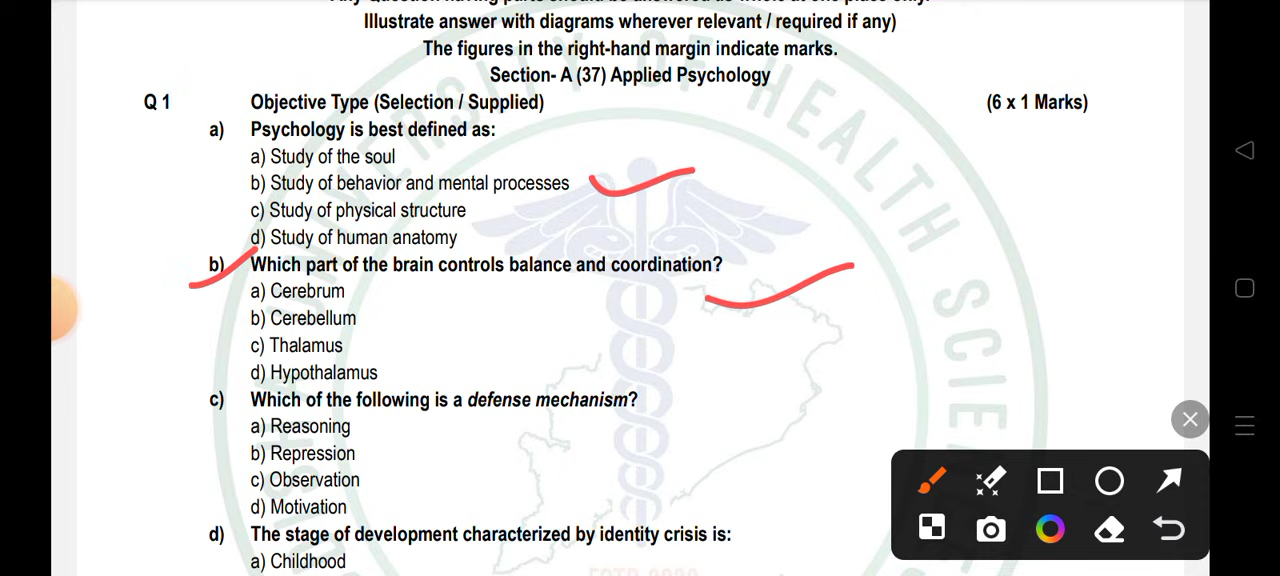 Illustrate answer with diagrams wherever relevant / required if any)
The figures in the right-hand margin indicate marks.
Section- A (37) Applied Psychology
Q 1 Objective Type (Selection / Supplied) (6 x 1 Marks)
a) Psychology is best defined as:
a) Study of the soul
b) Study of behavior and mental processes
c) Study of physical structure
d) Study of human anatomy
b) Which part of the brain controls balance and coordination?
a) Cerebrum
b) Cerebellum
c) Thalamus
d) Hypothalamus
c) Which of the following is a defense mechanism?
a) Reasoning
b) Repression
c) Observation
d) Motivation
d) The stage of development characterized by identity crisis is:
a) Childhood